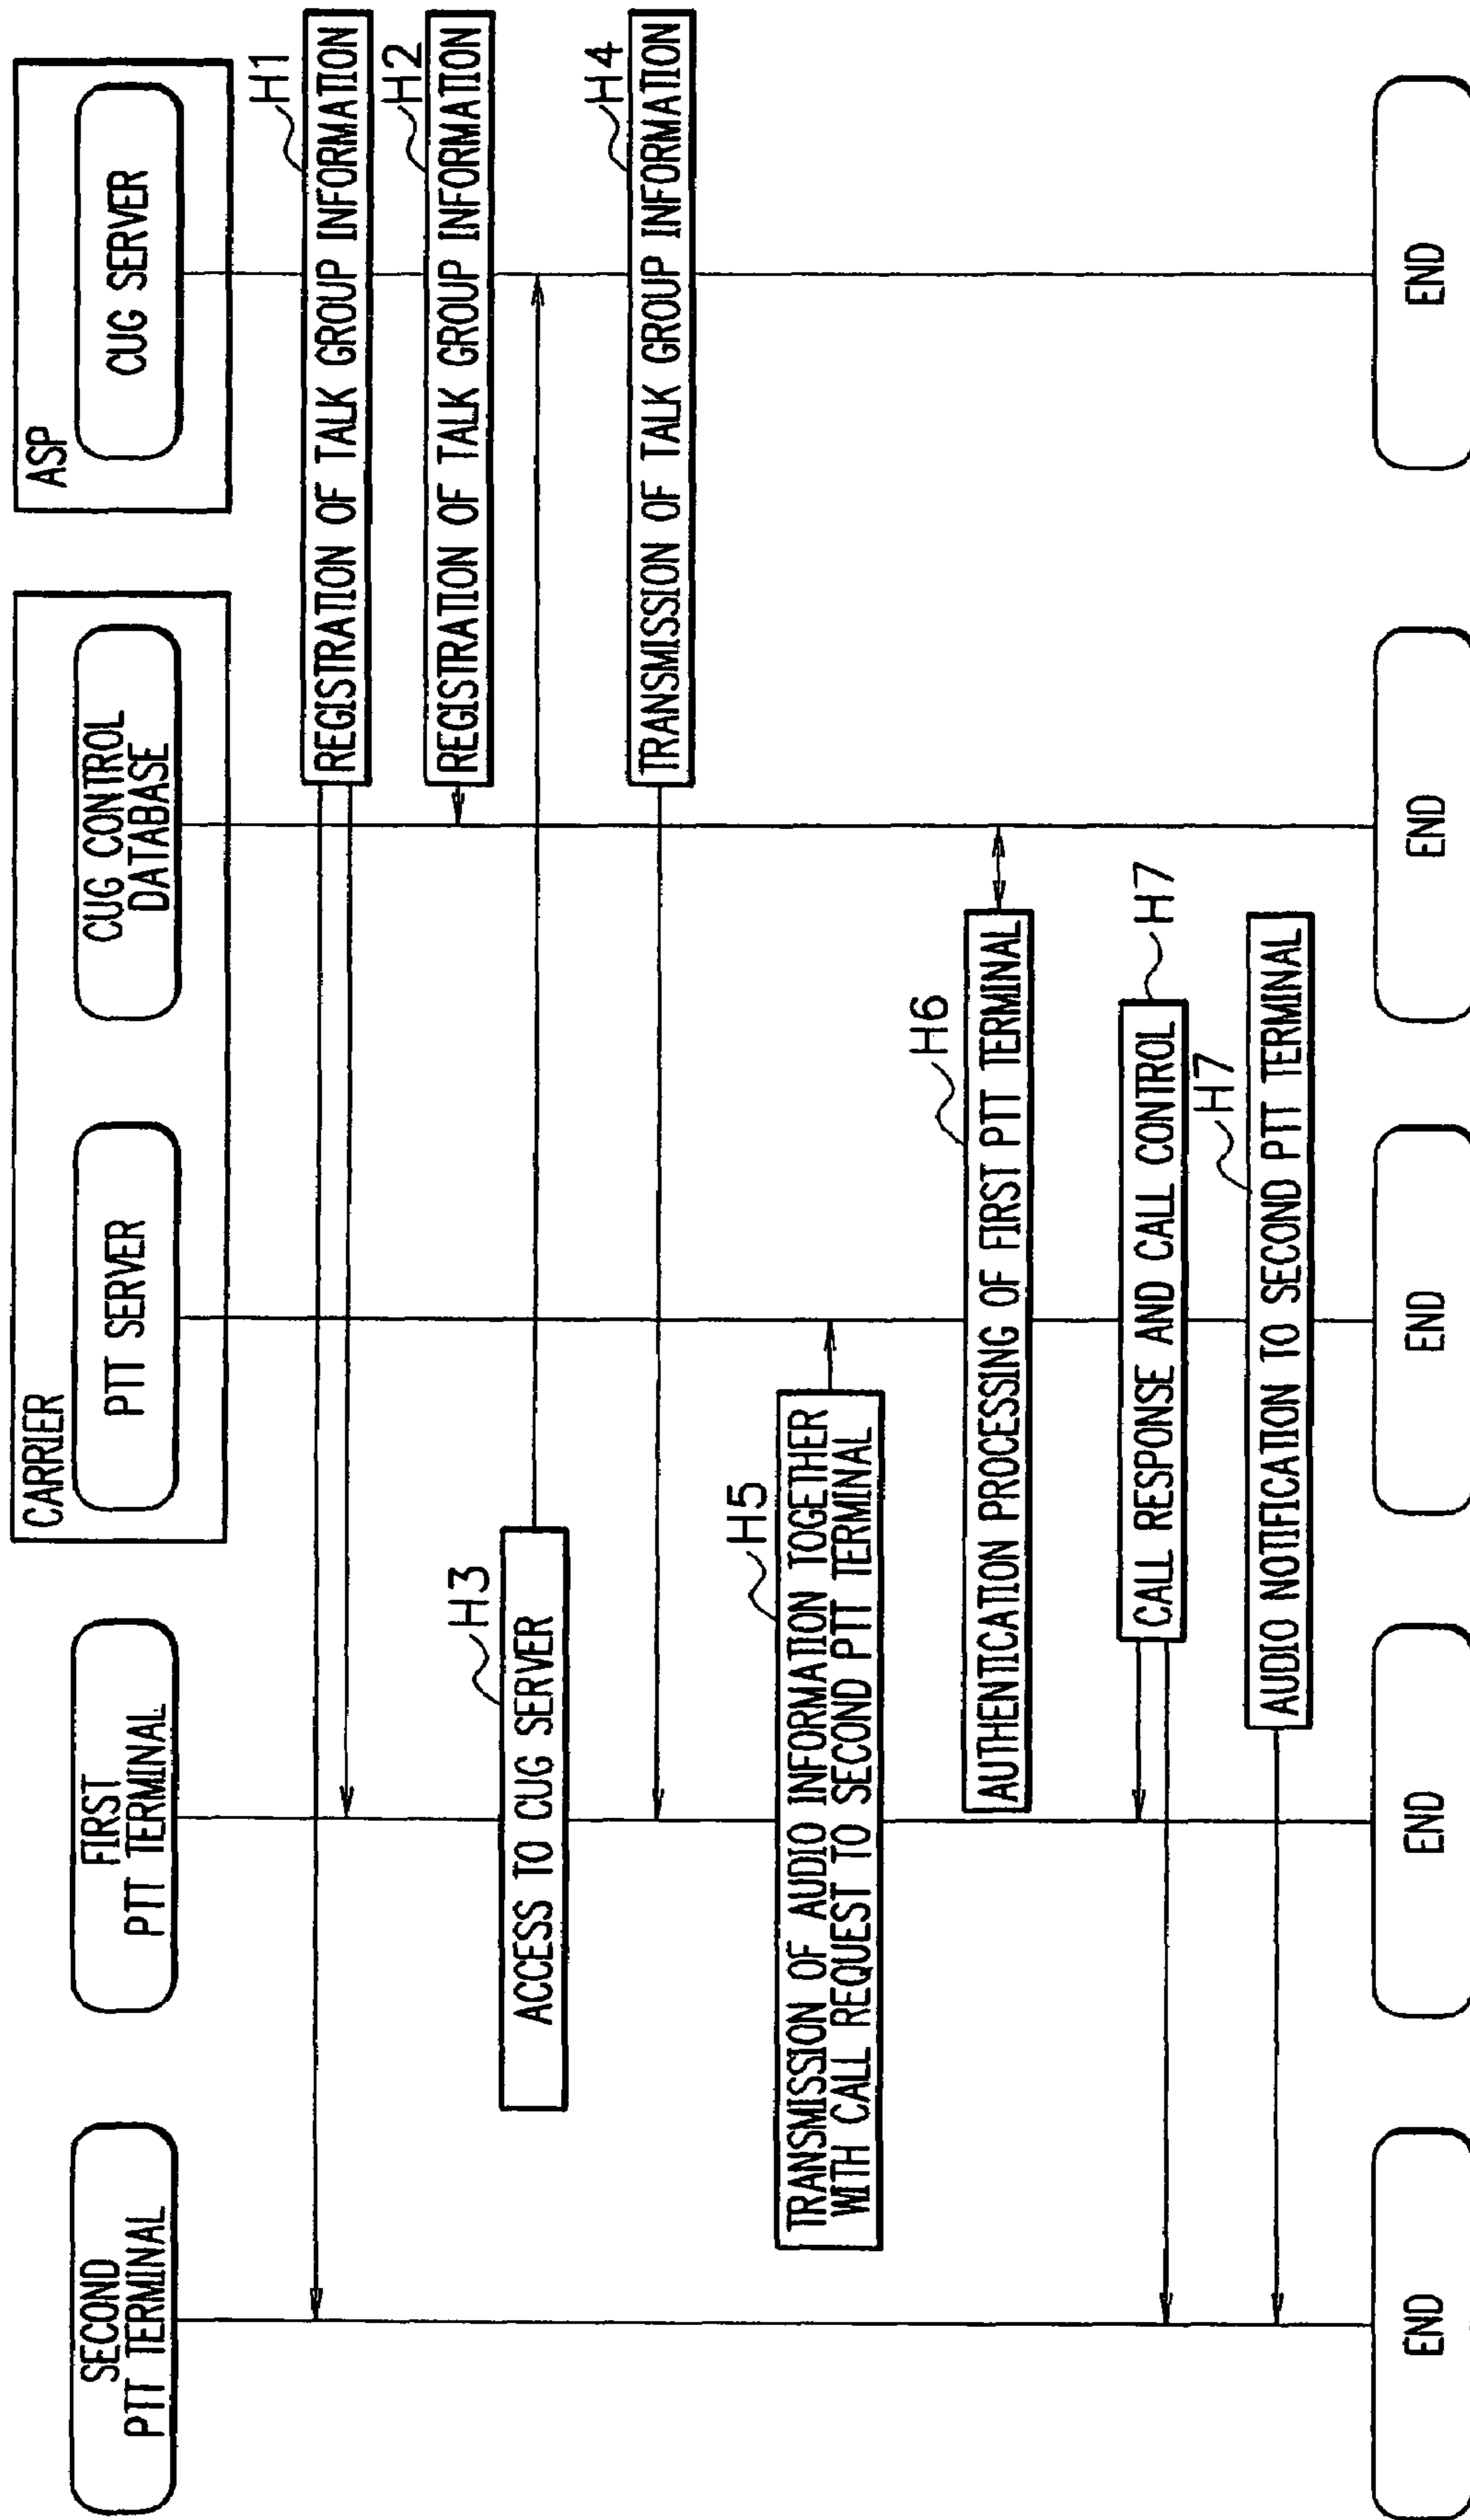 CARRIER
ASP
SECOND
PTT TERMINAL
FIRST
PTT TERMINAL
PTT SERVER
CUG CONTROL
DATABASE
CUG SERVER
H1
REGISTRATION OF TALK GROUP INFORMATION
H2
REGISTRATION OF TALK GROUP INFORMATION
H3
ACCESS TO CUG SERVER
H4
TRANSMISSION OF TALK GROUP INFORMATION
H5
TRANSMISSION OF AUDIO INFORMATION TOGETHER
WITH CALL REQUEST TO SECOND PTT TERMINAL
H6
AUTHENTICATION PROCESSING OF FIRST PTT TERMINAL
H7
CALL RESPONSE AND CALL CONTROL
H7
AUDIO NOTIFICATION TO SECOND PTT TERMINAL
END
END
END
END
END